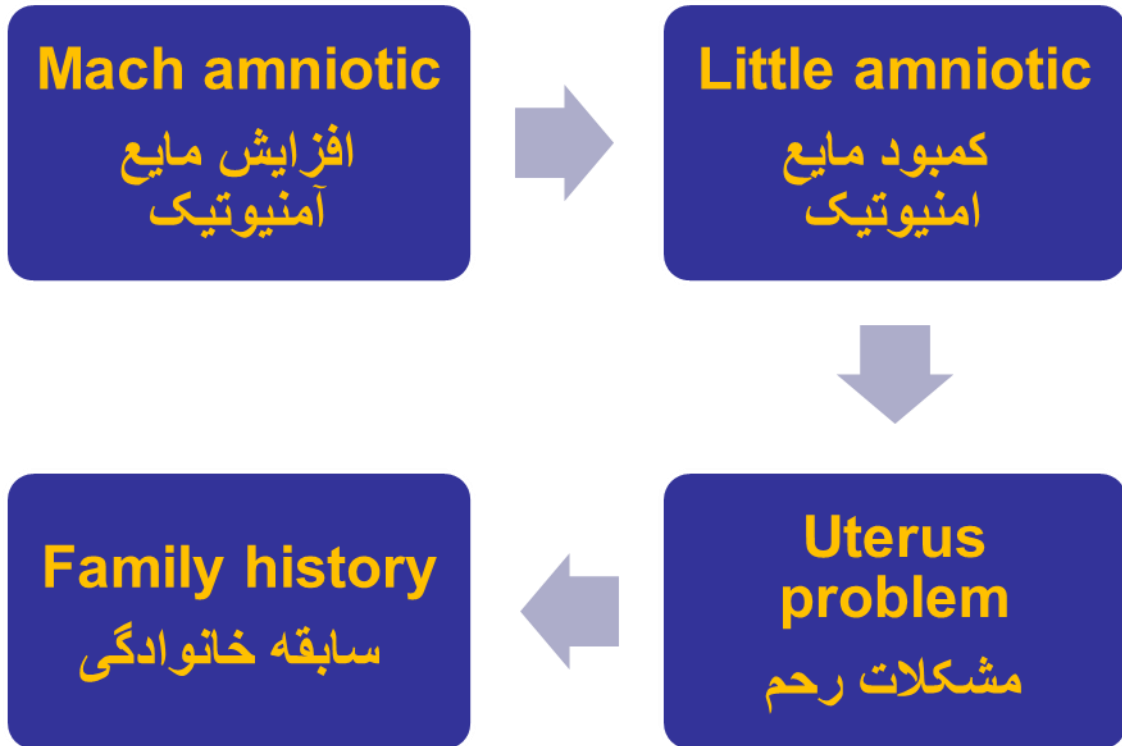 Mach amniotic
افزایش مایع
آمنیوتیک
Little amniotic
کمبود مایع
امنیوتیک
Uterus
problem
مشکلات رحم
Family history
سابقه خانوادگی